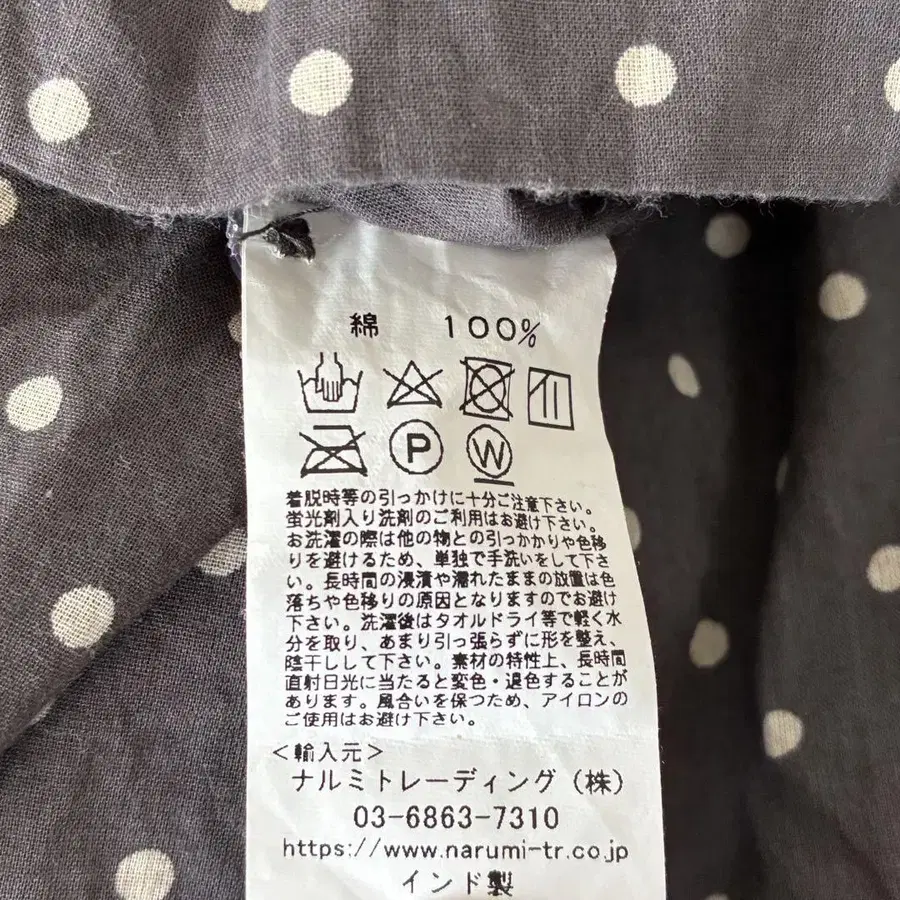 綿 100%
P W
着脱時等の引っかけに十分ご注意下さい。
蛍光剤入り洗剤のご利用はお避け下さい。
お洗濯の際は他の物との引っかかりや色移
りを避けるため、単独で手洗いをして下さ
い。長時間の浸漬や濡れたままの放置は色
落ちや色移りの原因となりますのでお避け
下さい。洗濯後はタオルドライ等で軽く水
分を取り、あまり引っ張らずに形を整え、
陰干しして下さい。素材の特性上、長時間
直射日光に当たると変色・退色することが
あります。風合いを保つため、アイロンの
ご使用はお避け下さい。
<輸入元>
ナルミトレーディング(株)
03-6863-7310
https://www.narumi-tr.co.jp
インド製